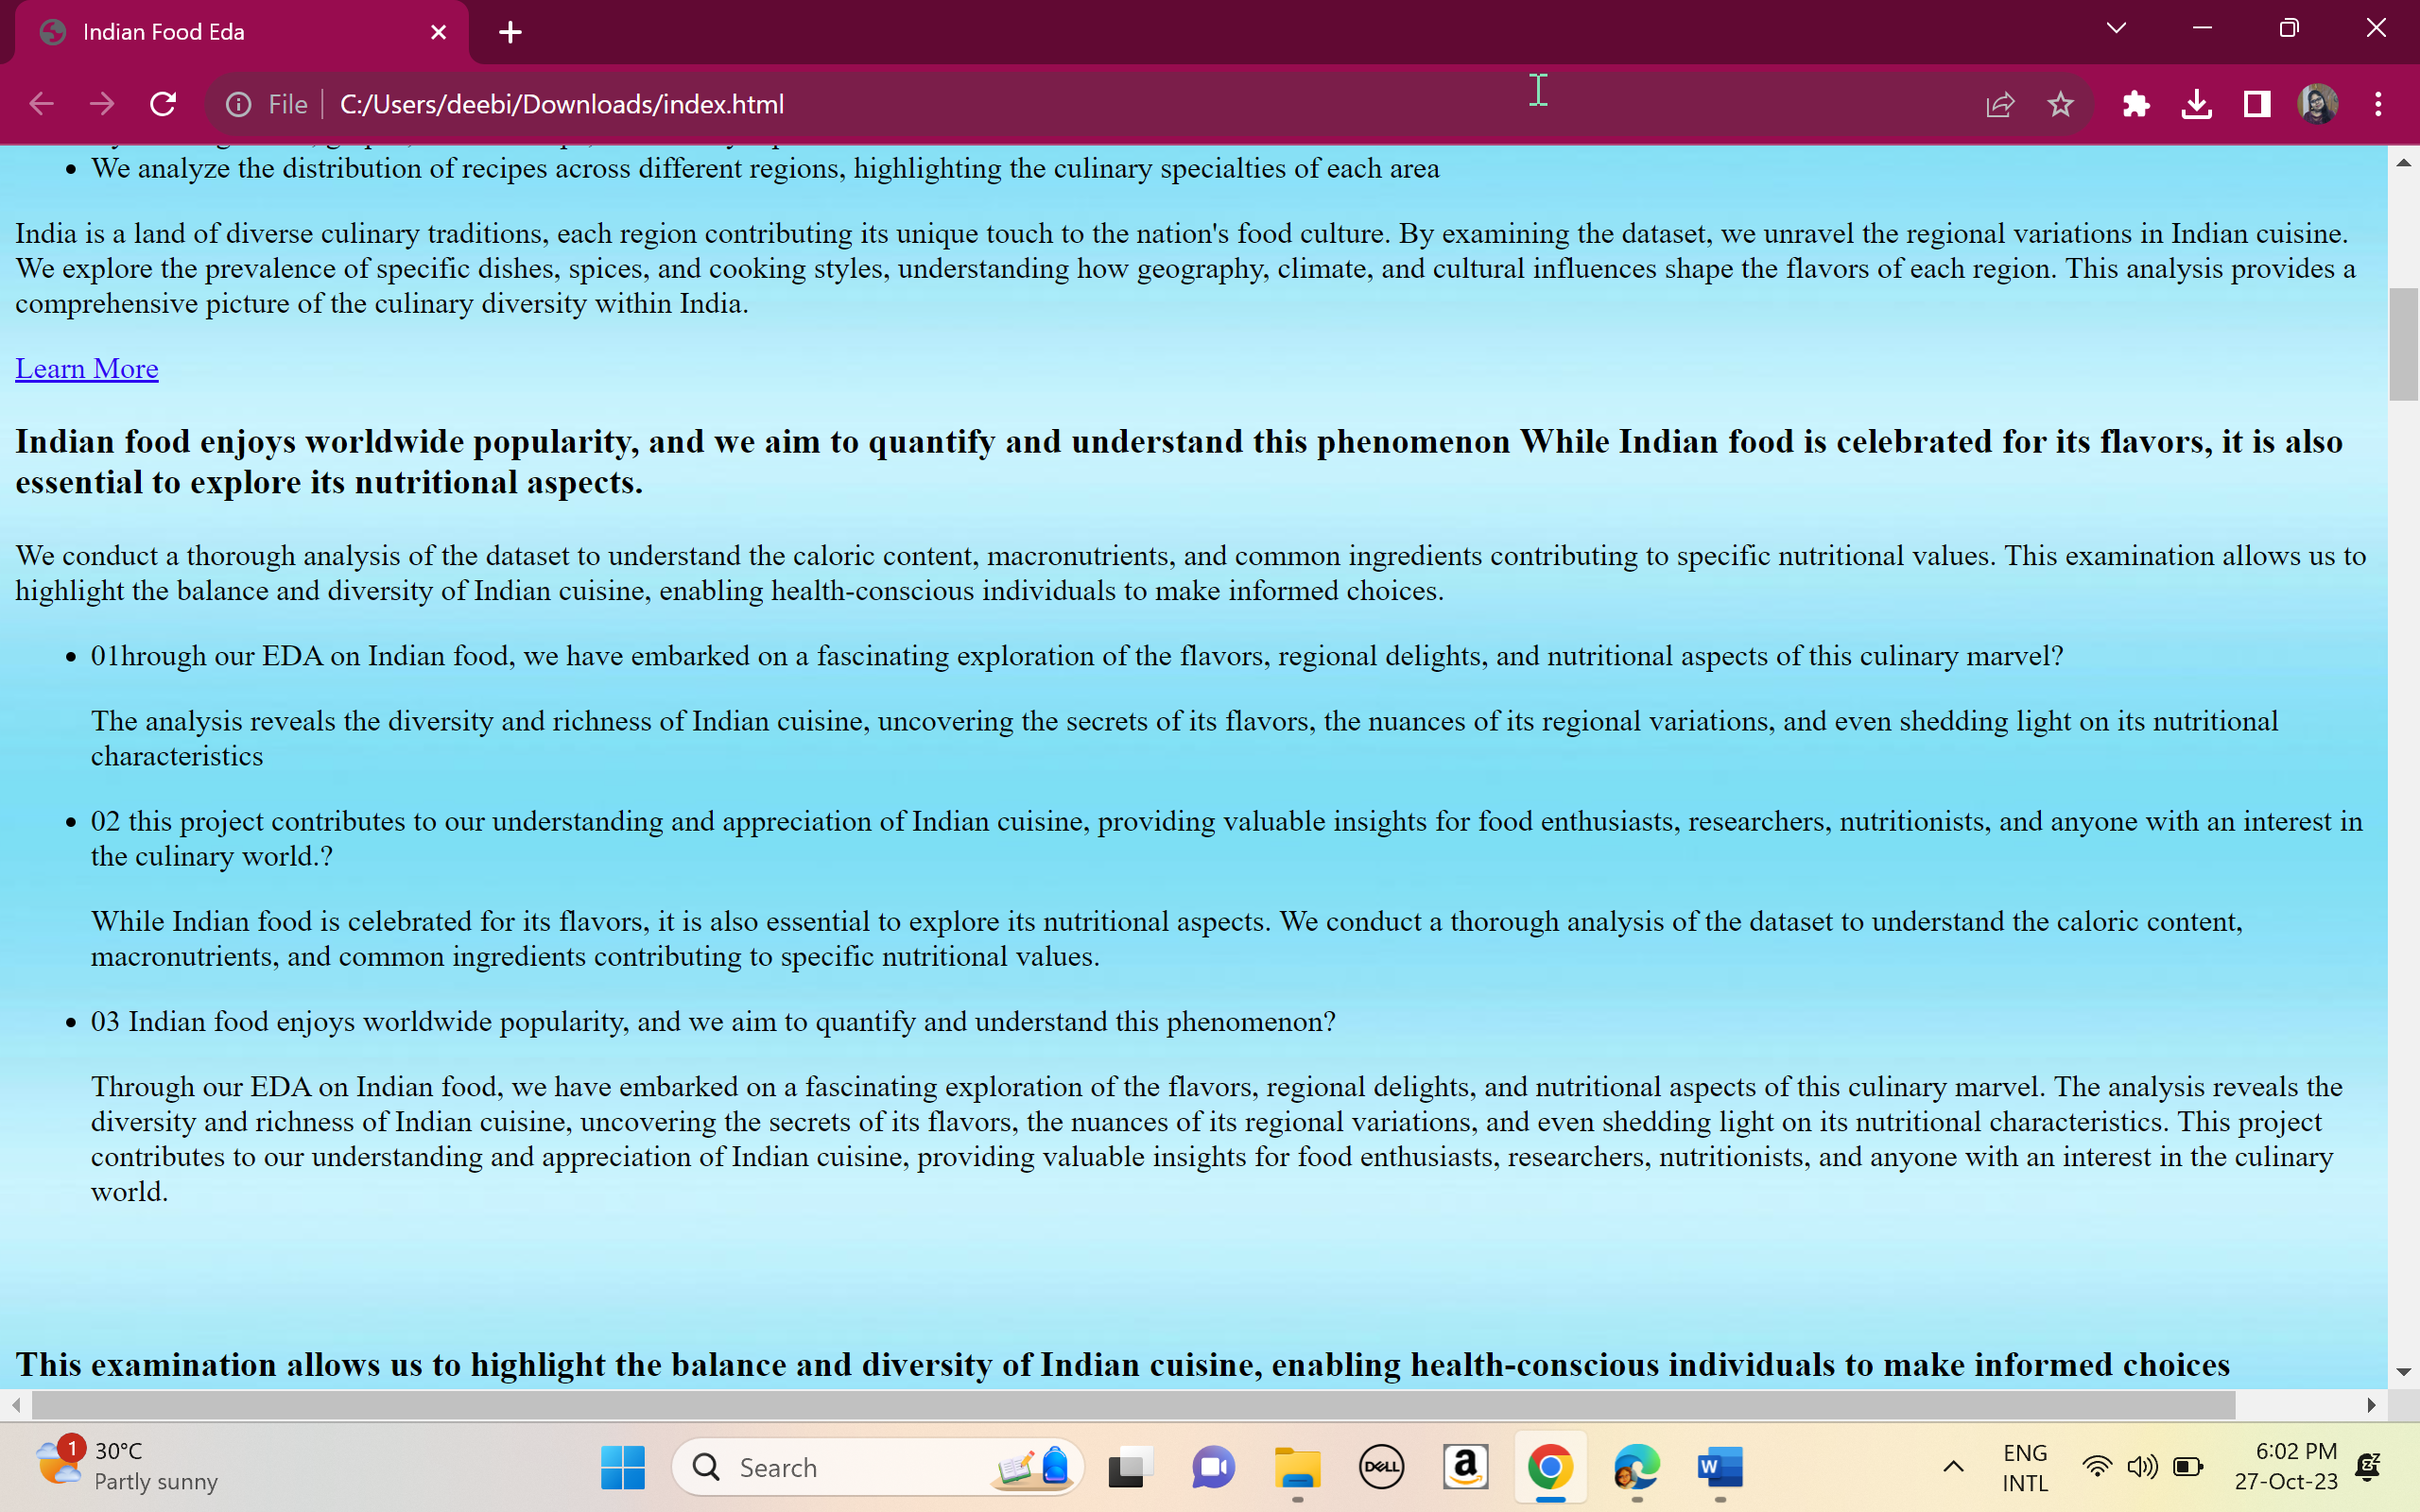 Indian Food Eda
File
C:/Users/deebi/Downloads/index.html
We analyze the distribution of recipes across different regions, highlighting the culinary specialties of each area
India is a land of diverse culinary traditions, each region contributing its unique touch to the nation's food culture. By examining the dataset, we unravel the regional variations in Indian cuisine.
We explore the prevalence of specific dishes, spices, and cooking styles, understanding how geography, climate, and cultural influences shape the flavors of each region. This analysis provides a
comprehensive picture of the culinary diversity within India.
Learn More
Indian food enjoys worldwide popularity, and we aim to quantify and understand this phenomenon While Indian food is celebrated for its flavors, it is also
essential to explore its nutritional aspects.
We conduct a thorough analysis of the dataset to understand the caloric content, macronutrients, and common ingredients contributing to specific nutritional values. This examination allows us to
highlight the balance and diversity of Indian cuisine, enabling health-conscious individuals to make informed choices.
01hrough our EDA on Indian food, we have embarked on a fascinating exploration of the flavors, regional delights, and nutritional aspects of this culinary marvel?
The analysis reveals the diversity and richness of Indian cuisine, uncovering the secrets of its flavors, the nuances of its regional variations, and even shedding light on its nutritional
characteristics
02 this project contributes to our understanding and appreciation of Indian cuisine, providing valuable insights for food enthusiasts, researchers, nutritionists, and anyone with an interest in
the culinary world.?
While Indian food is celebrated for its flavors, it is also essential to explore its nutritional aspects. We conduct a thorough analysis of the dataset to understand the caloric content,
macronutrients, and common ingredients contributing to specific nutritional values.
03 Indian food enjoys worldwide popularity, and we aim to quantify and understand this phenomenon?
Through our EDA on Indian food, we have embarked on a fascinating exploration of the flavors, regional delights, and nutritional aspects of this culinary marvel. The analysis reveals the
diversity and richness of Indian cuisine, uncovering the secrets of its flavors, the nuances of its regional variations, and even shedding light on its nutritional characteristics. This project
contributes to our understanding and appreciation of Indian cuisine, providing valuable insights for food enthusiasts, researchers, nutritionists, and anyone with an interest in the culinary
world.
This examination allows us to highlight the balance and diversity of Indian cuisine, enabling health-conscious individuals to make informed choices
1
30°C
Partly sunny
Search
DELL
a
W
ENG
INTL
6:02 PM
27-Oct-23